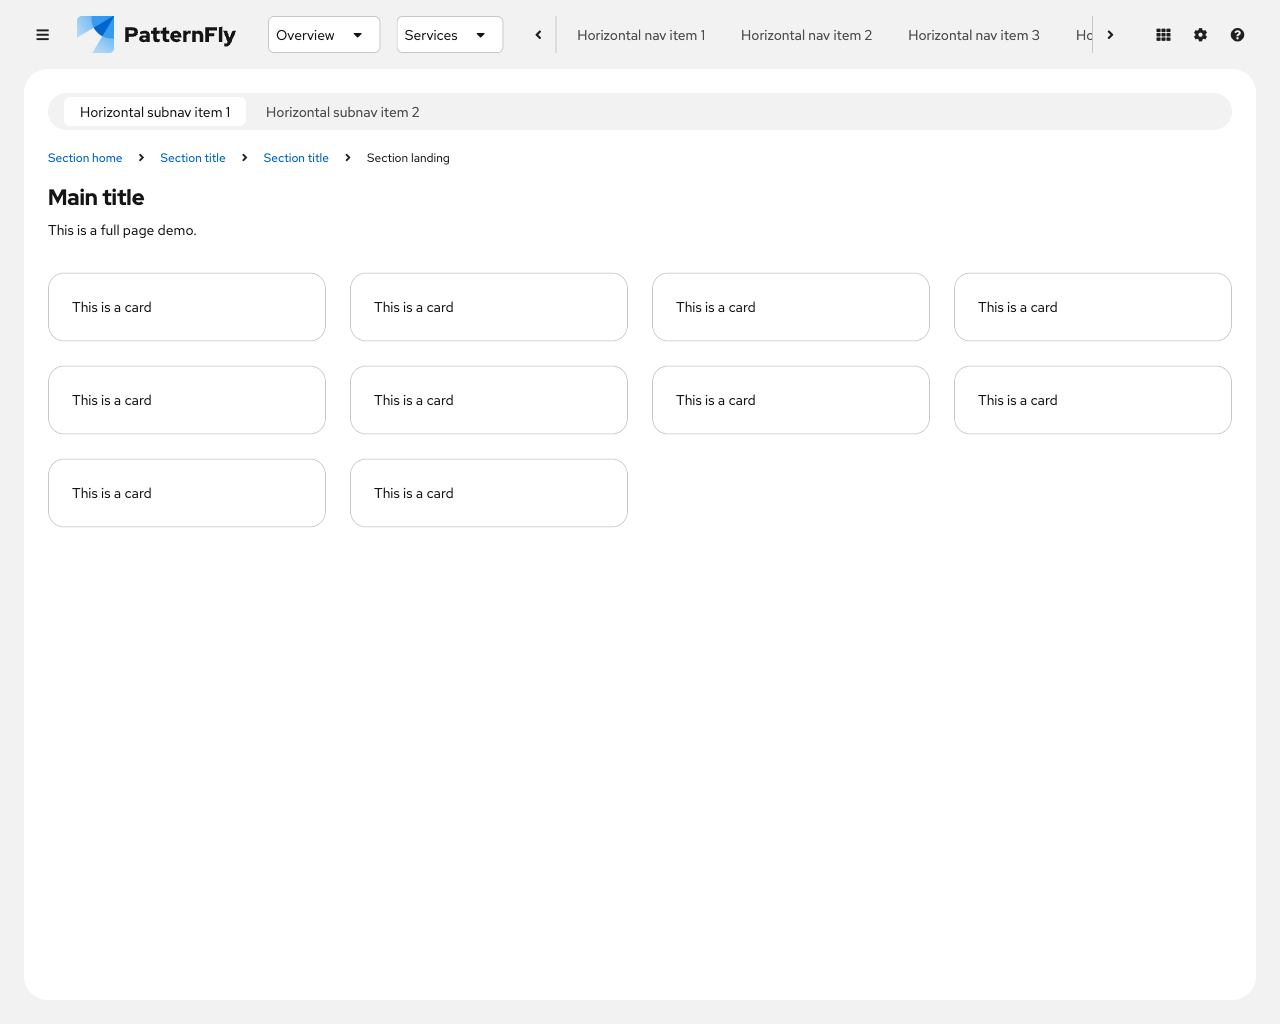 PatternFly Overview Services Horizontal nav item 1 Horizontal nav item 2 Horizontal nav item 3
Horizontal subnav item 1 Horizontal subnav item 2
Section home Section title Section title Section landing
Main title
This is a full page demo.
This is a card This is a card This is a card This is a card
This is a card This is a card This is a card This is a card
This is a card This is a card